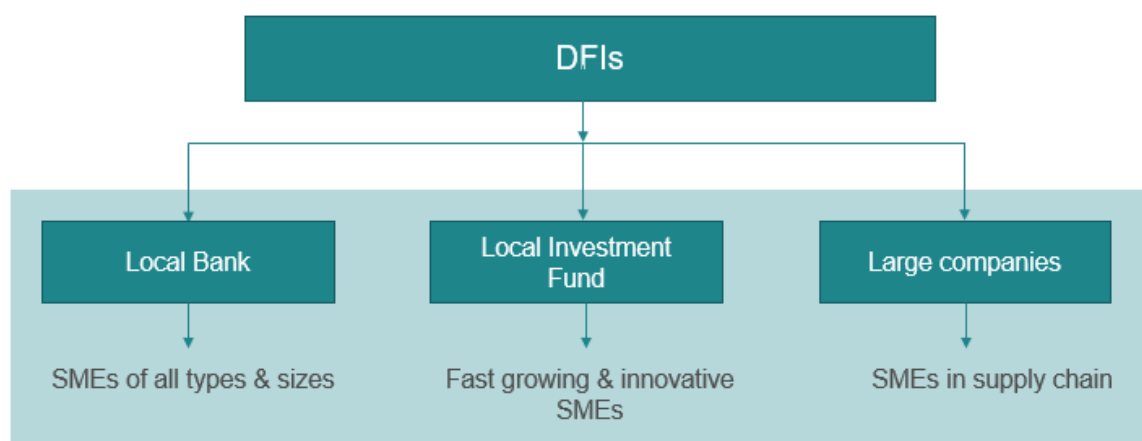 DFIs
Local Bank
Local Investment
Fund
Large companies
SMEs of all types & sizes
Fast growing & innovative
SMEs
SMEs in supply chain